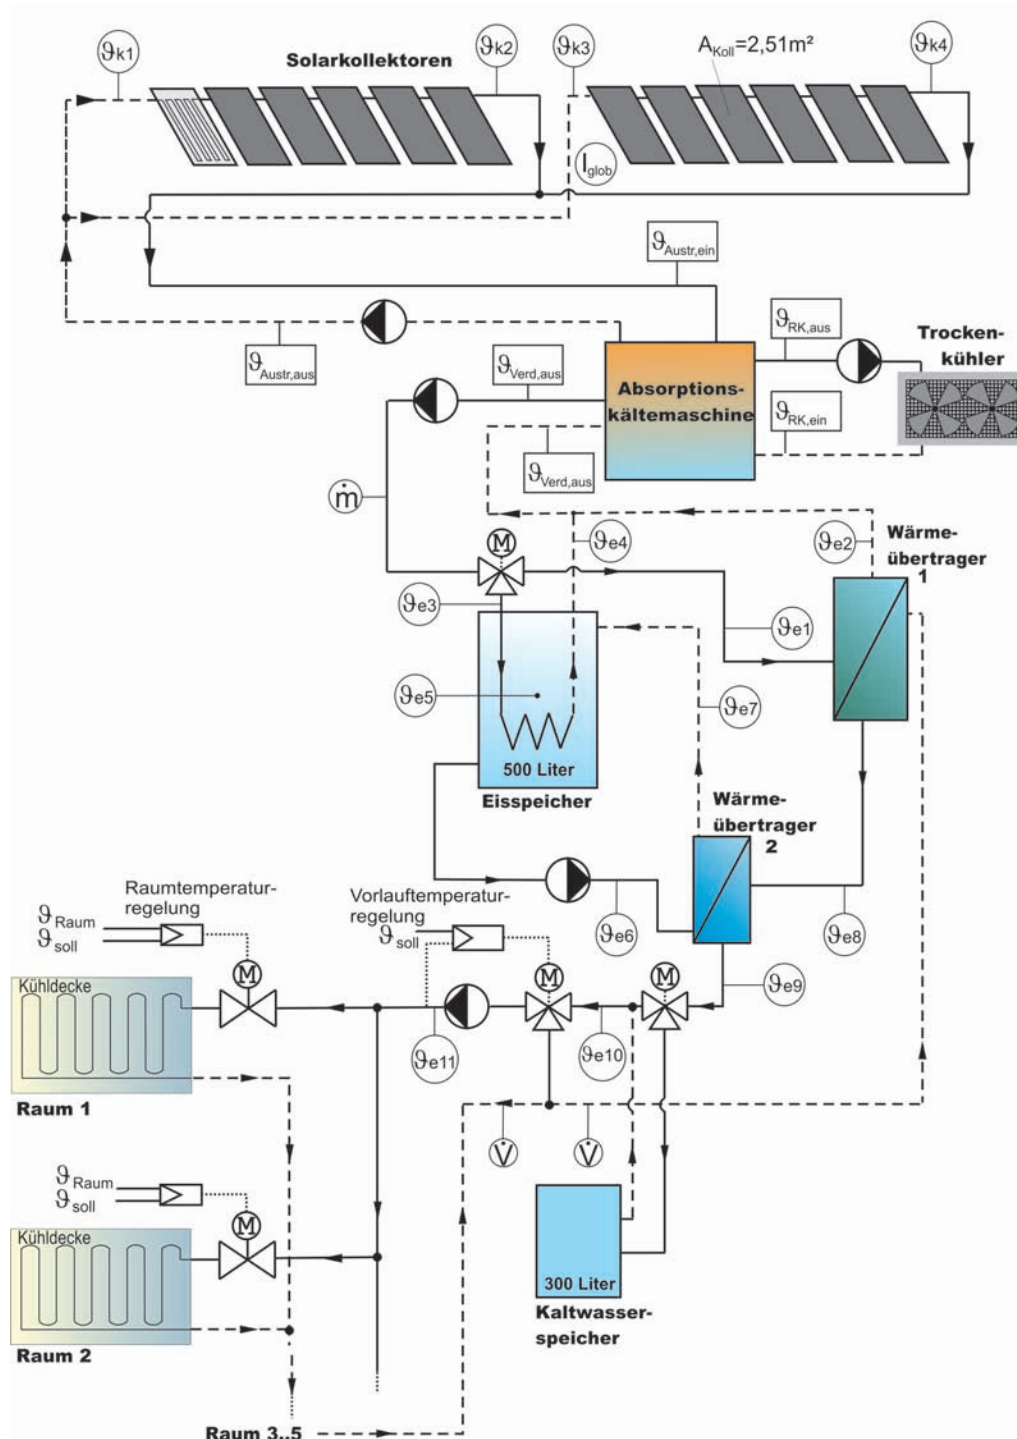 ϑk1
ϑk2
ϑk3
ϑk4
Solarkollektoren
AKoll=2,51m²
Iglob
ϑAustr,ein
ϑAustr,aus
ϑVerd,aus
ϑRK,aus
Trocken-
kühler
Absorptions-
kältemaschine
ϑRK,ein
ϑVerd,aus
ṁ
M
ϑe4
ϑe2
Wärme-
übertrager
1
ϑe3
ϑe1
ϑe5
ϑe7
500 Liter
Eisspeicher
Wärme-
übertrager
2
Raumtemperatur-
regelung
ϑRaum
ϑsoll
Vorlauftemperatur-
regelung
ϑsoll
ϑe6
ϑe8
M
M
M
ϑe9
Kühldecke
ϑe11
ϑe10
Raum 1
V̇
V̇
ϑRaum
ϑsoll
M
Kühldecke
300 Liter
Kaltwasser-
speicher
Raum 2
Raum 3..5